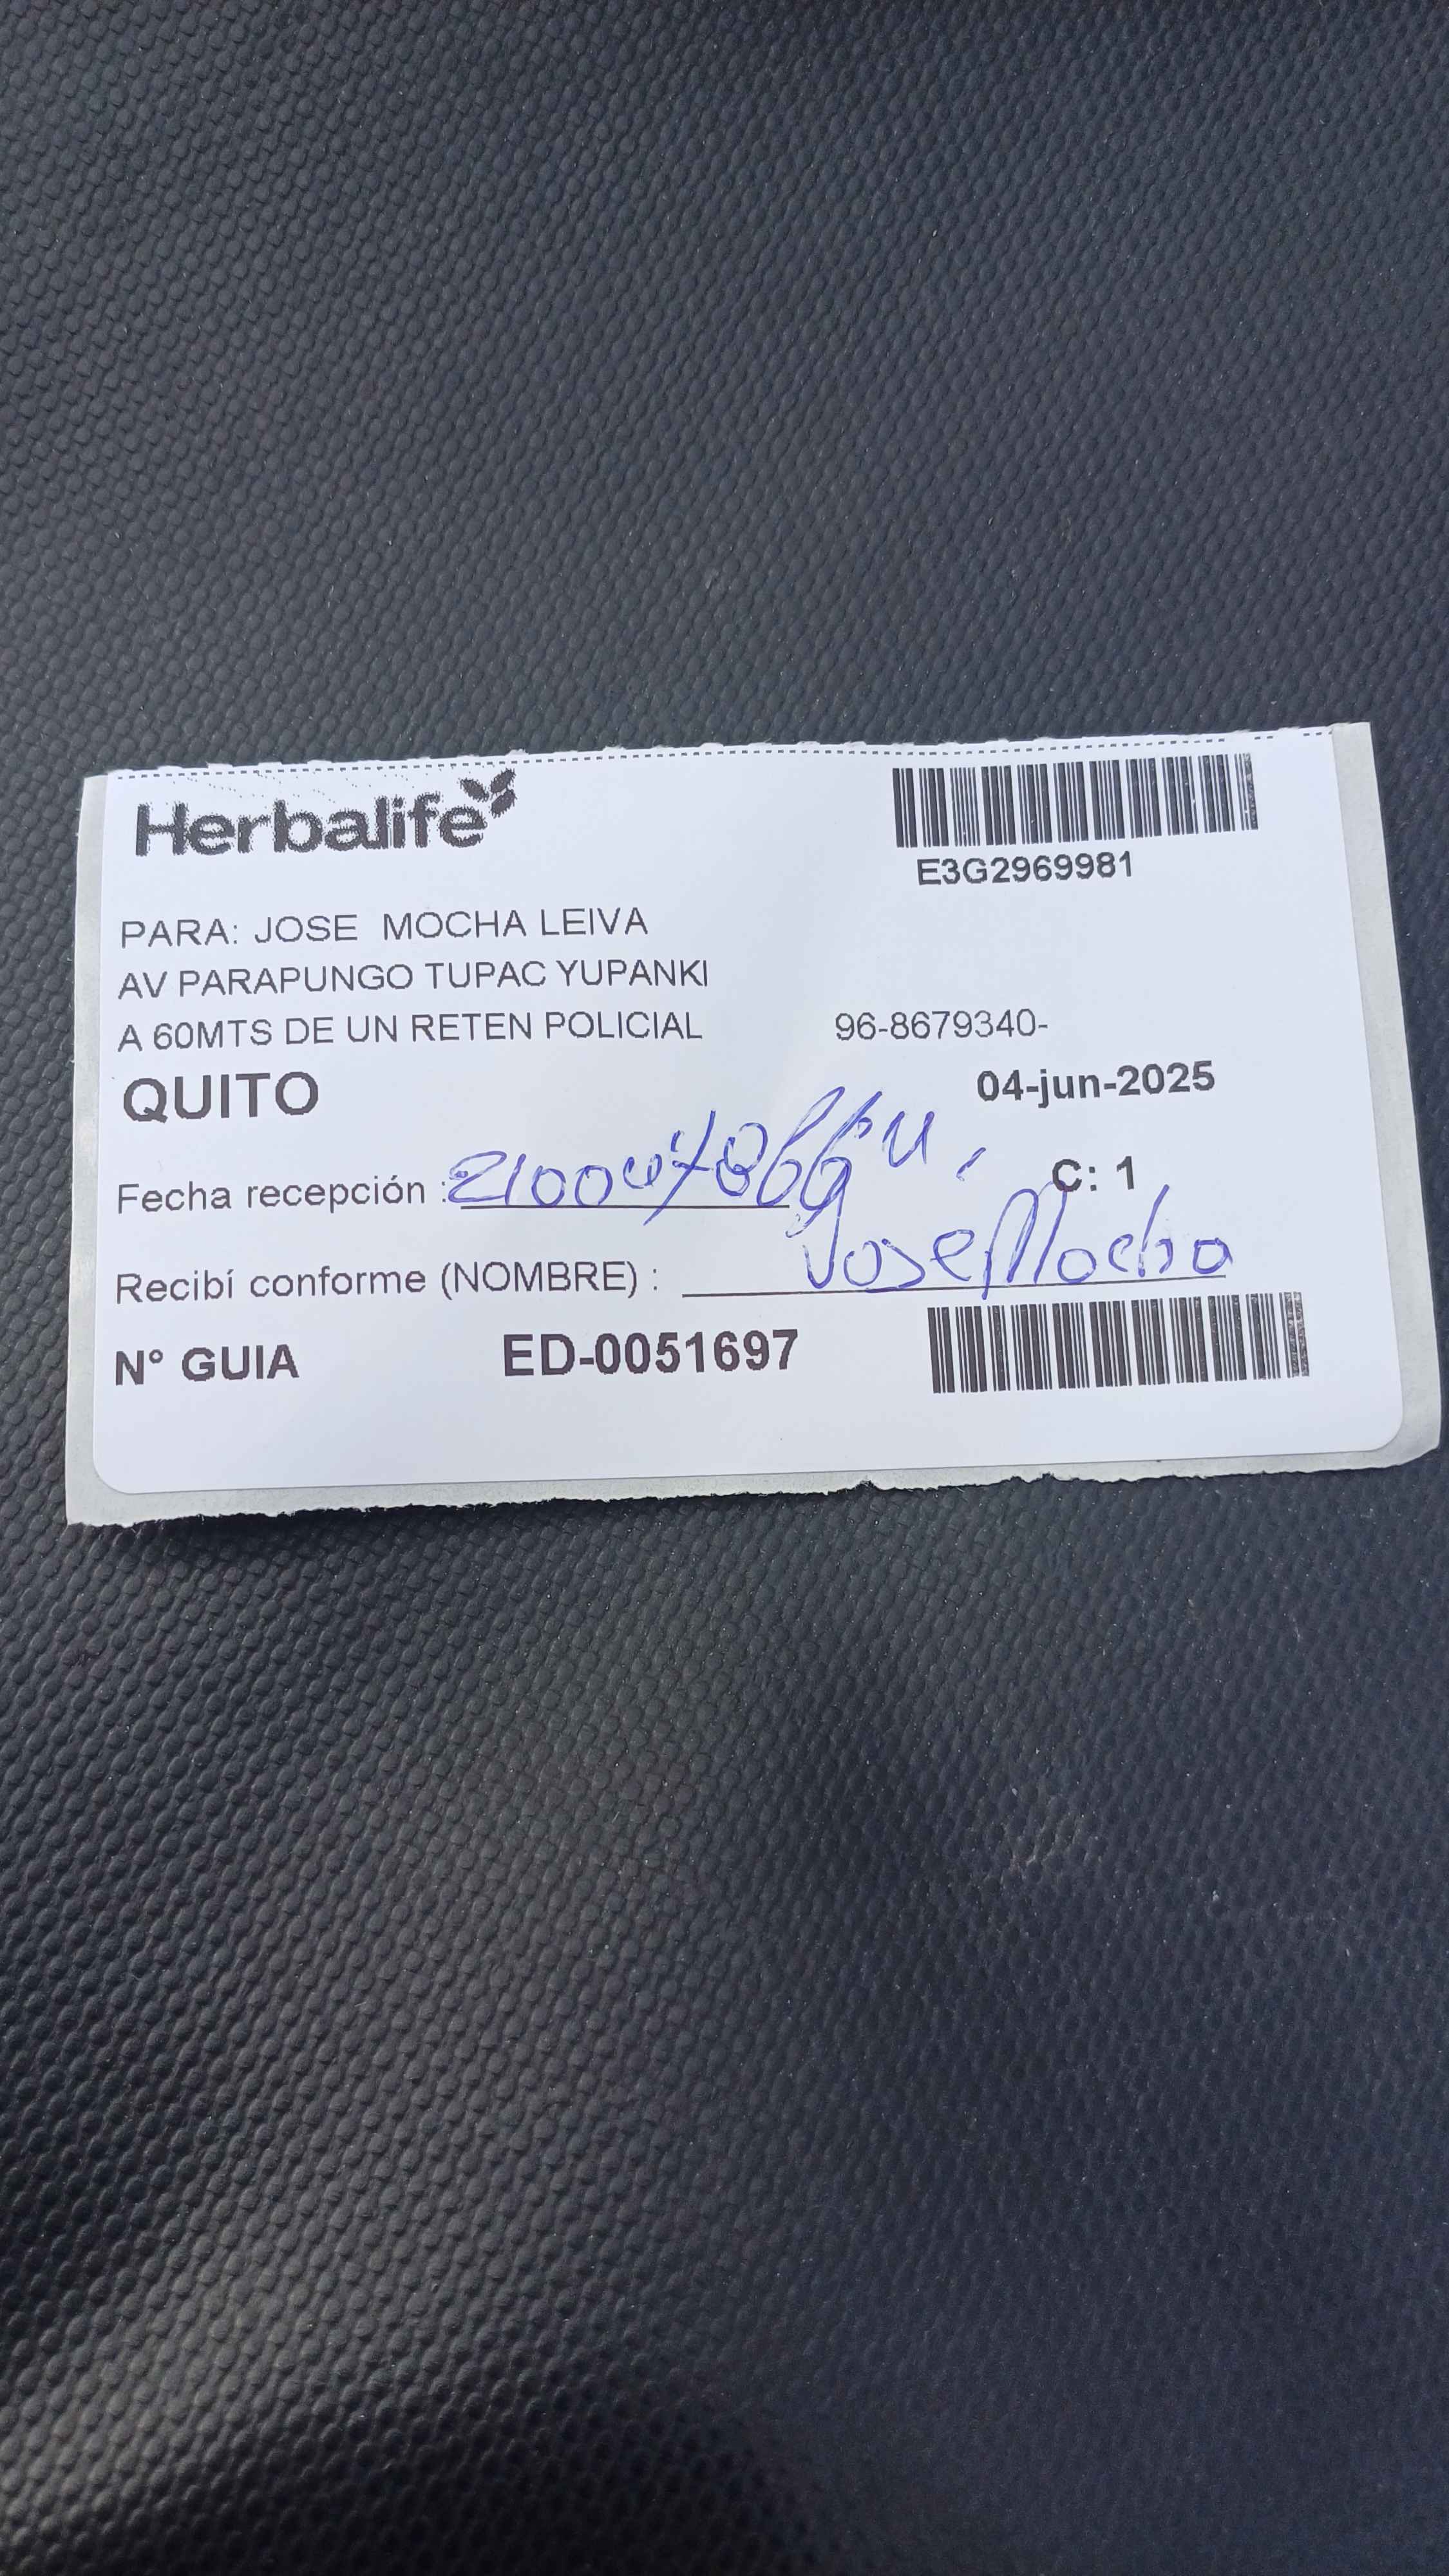 Herbalife
E3G2969981
PARA: JOSE MOCHA LEIVA
AV PARAPUNGO TUPAC YUPANKI
A 60MTS DE UN RETEN POLICIAL 96-8679340-
QUITO 04-jun-2025
Fecha recepción :
C: 1
Recibí conforme (NOMBRE) : Jose Mocha
N° GUIA ED-0051697